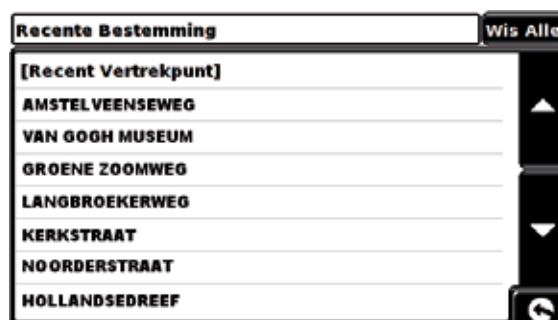 Recente Bestemming
Wis Alle
[Recent Vertrekpunt]
AMSTELVEENSEWEG
VAN GOGH MUSEUM
GROENE ZOOMWEG
LANGBROEKERWEG
KERKSTRAAT
NOORDERSTRAAT
HOLLANDSEDREEF